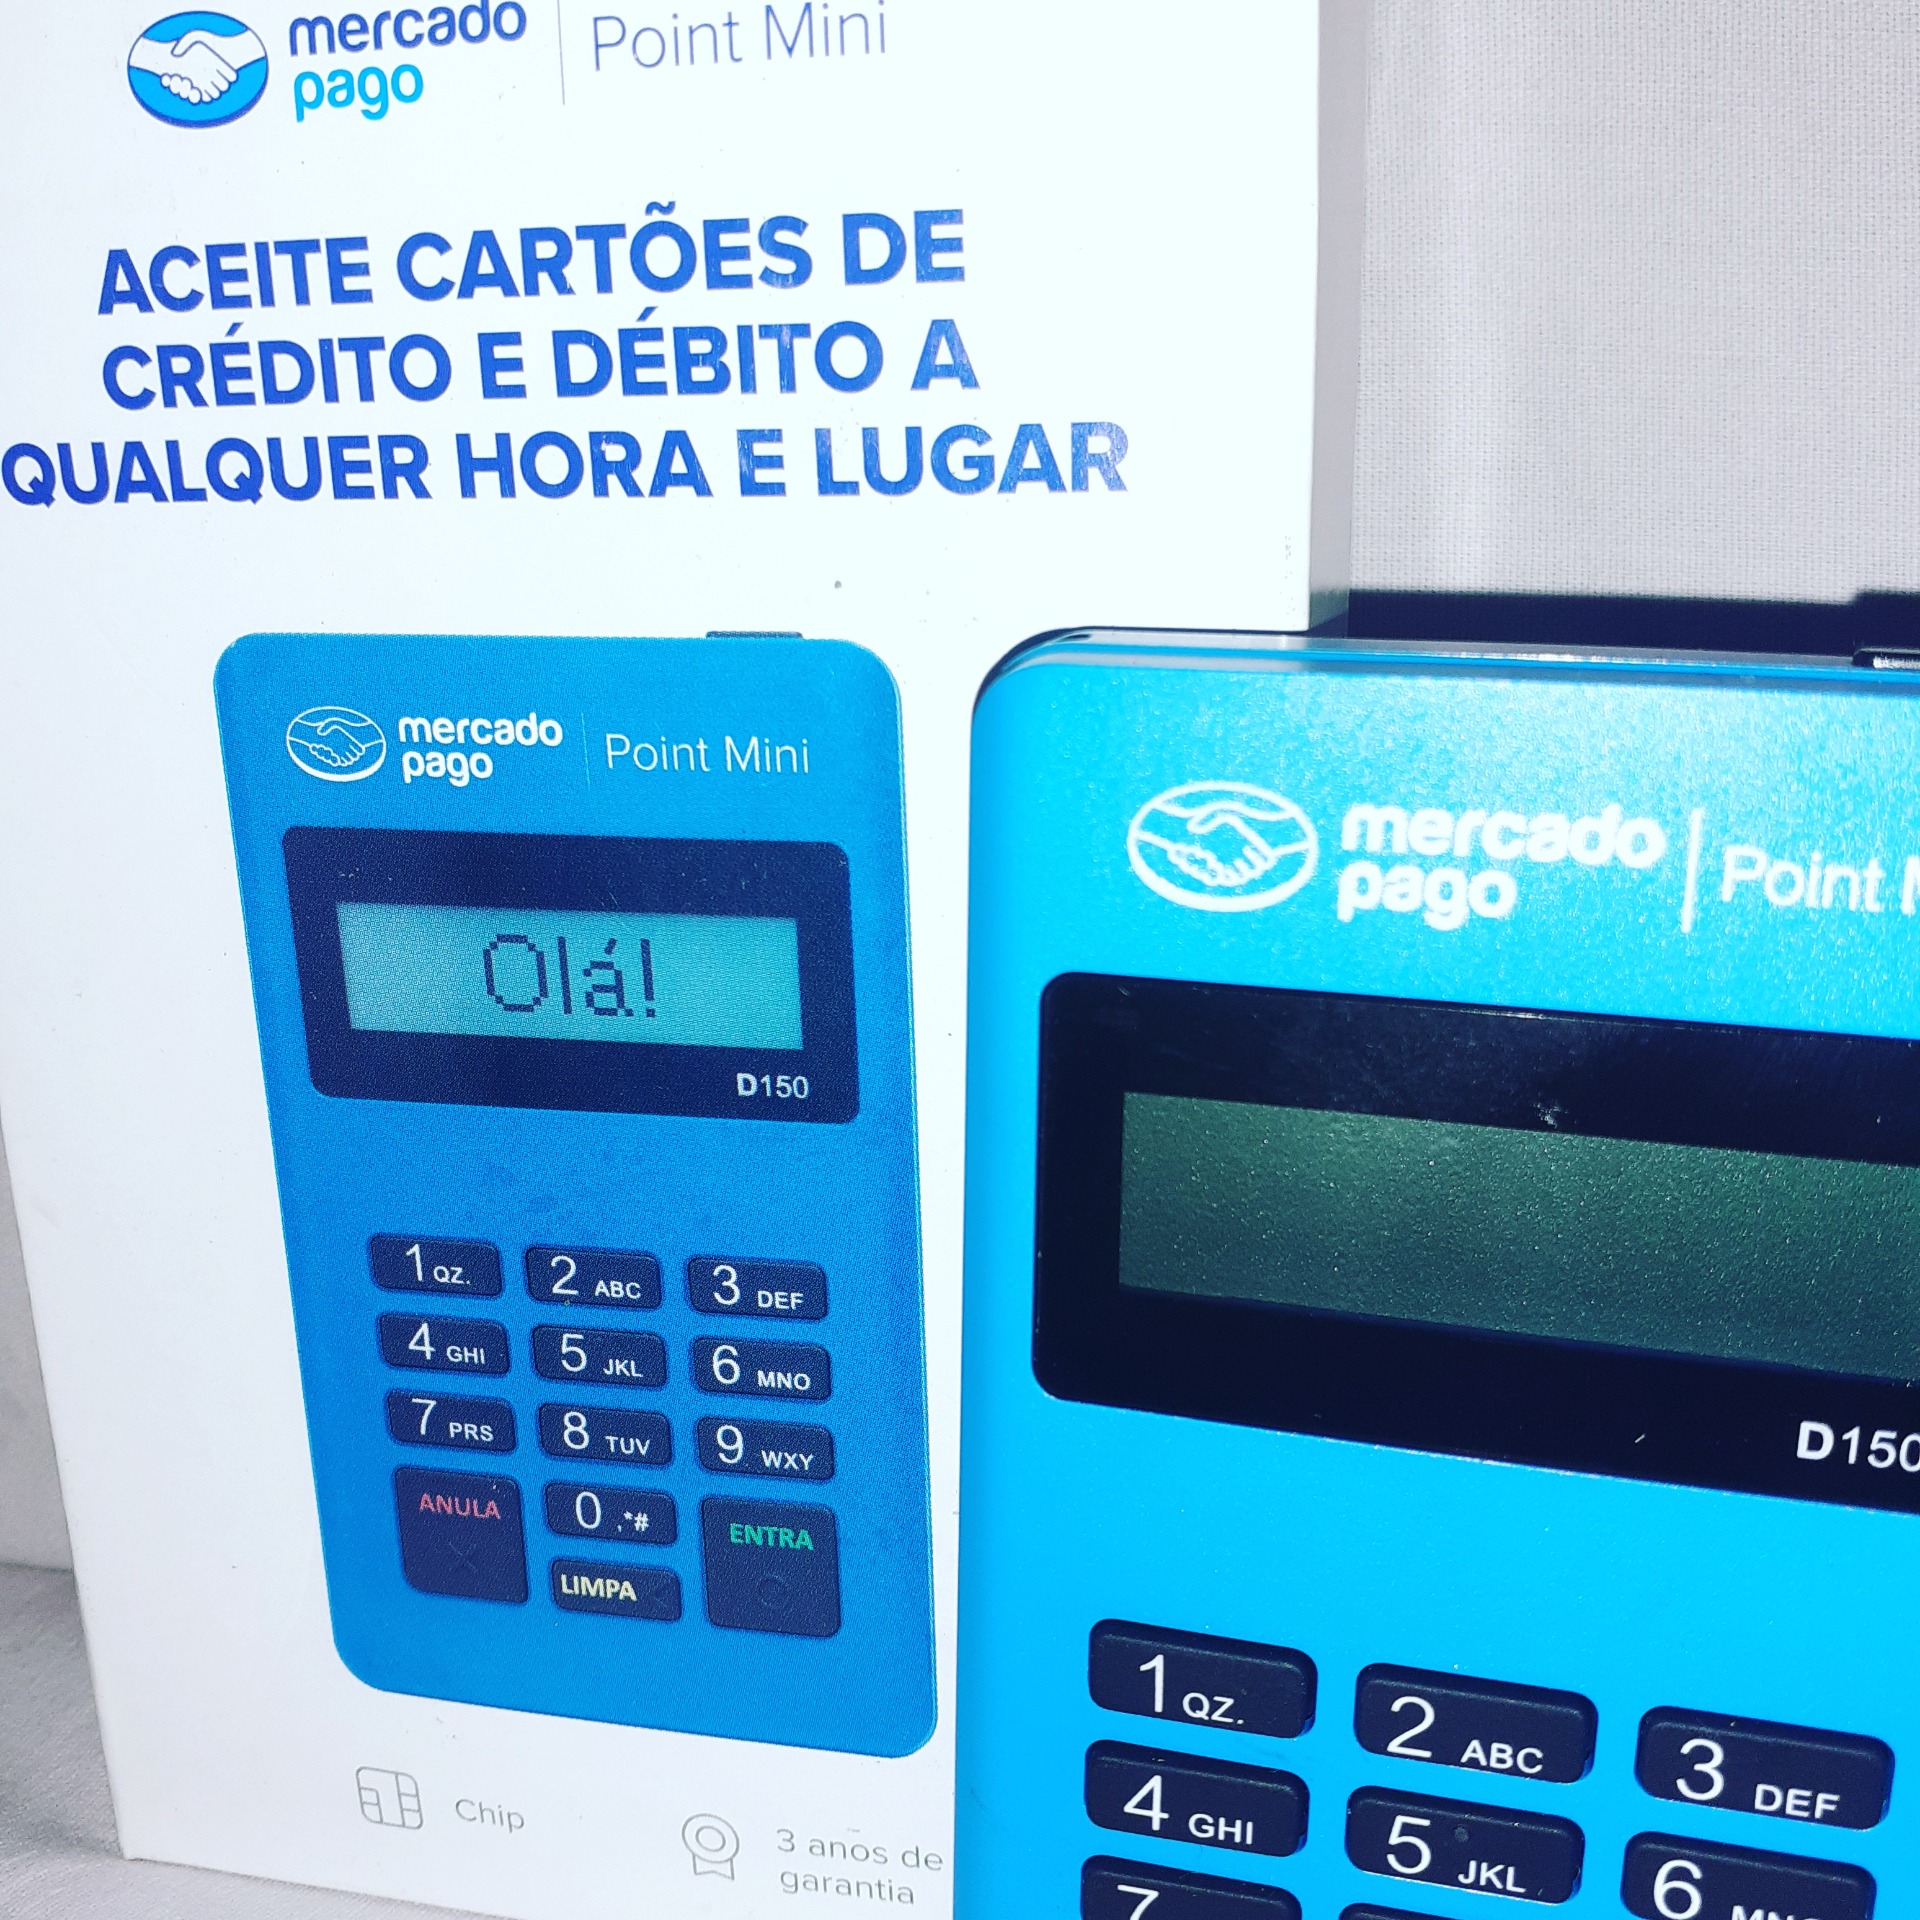 mercado
pago
Point Mini
ACEITE CARTÕES DE
CRÉDITO E DÉBITO A
QUALQUER HORA E LUGAR
mercado
pago
Point Mini
Olá!
D150
1 QZ.
2 ABC
3 DEF
4 GHI
5 JKL
6 MNO
7 PRS
8 TUV
9 WXY
ANULA
0 ,*#
ENTRA
LIMPA
Chip
3 anos de
garantia
mercado
pago
Point
D150
1 QZ.
2 ABC
3 DEF
4 GHI
5 JKL
6
7